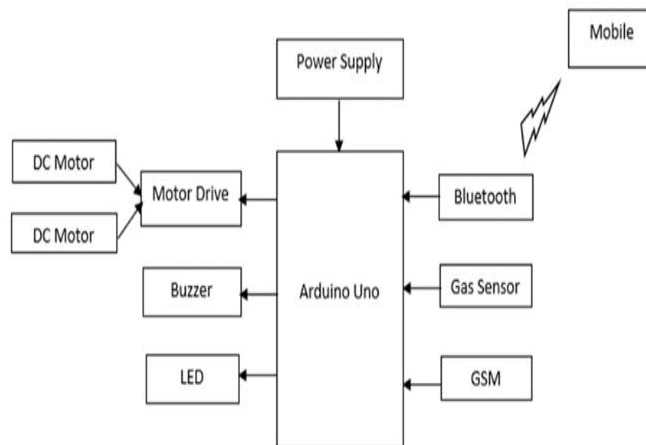 Mobile
Power Supply
DC Motor
Motor Drive
Bluetooth
DC Motor
Buzzer
Arduino Uno
Gas Sensor
LED
GSM